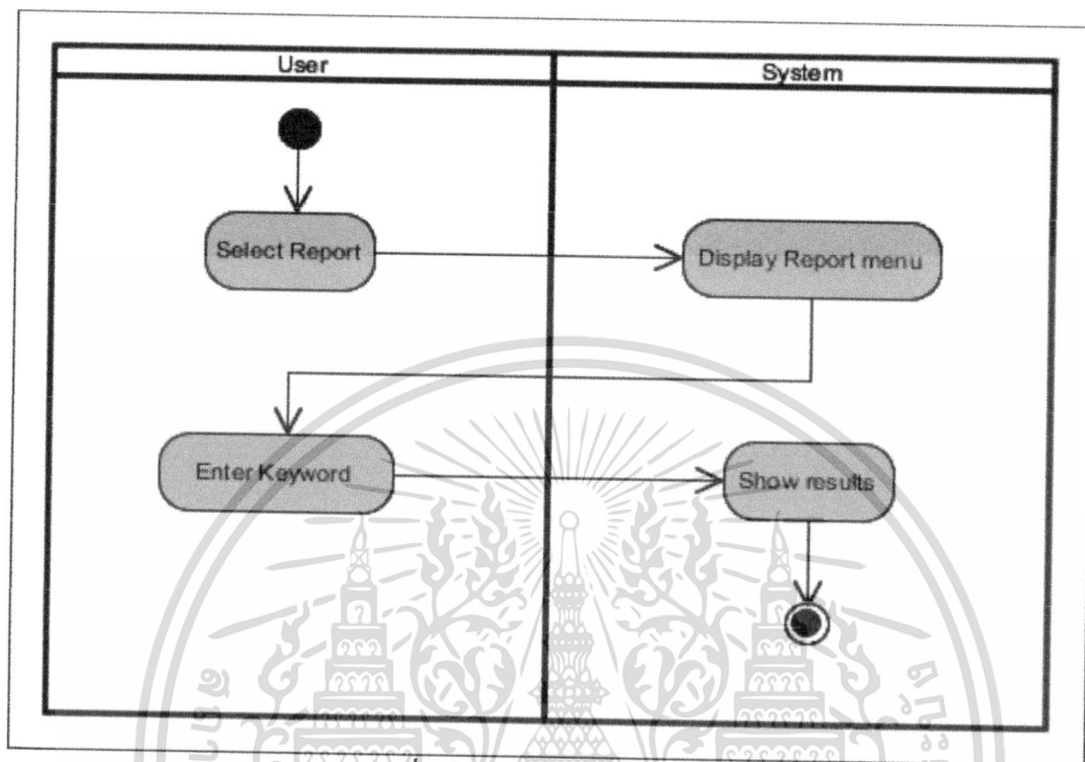 User
System
Select Report
Display Report menu
Enter Keyword
Show results